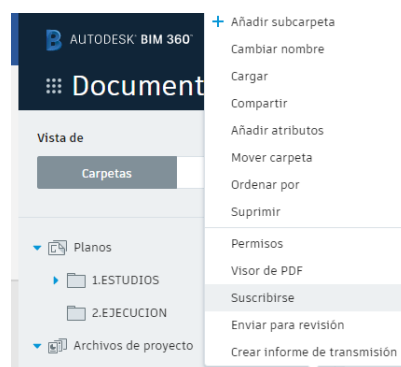 AUTODESK® BIM 360™
Document
Vista de
Carpetas
Planos
1.ESTUDIOS
2.EJECUCION
Archivos de proyecto
Añadir subcarpeta
Cambiar nombre
Cargar
Compartir
Añadir atributos
Mover carpeta
Ordenar por
Suprimir
Permisos
Visor de PDF
Suscribirse
Enviar para revisión
Crear informe de transmisión